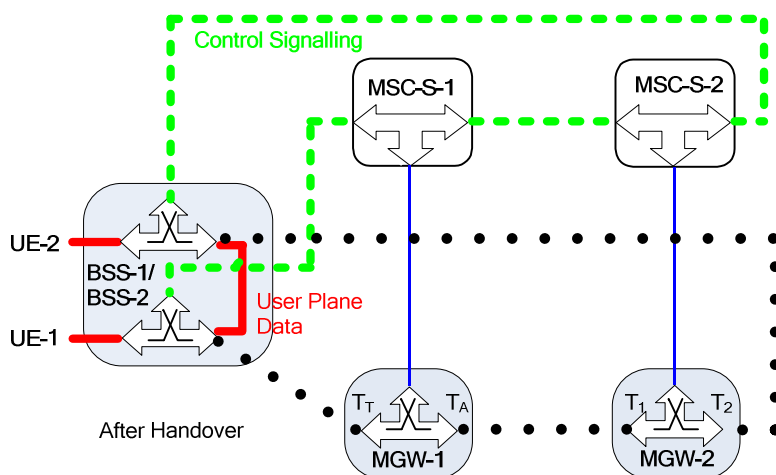 Control Signalling
MSC-S-1
MSC-S-2
UE-2
BSS-1/
BSS-2
User Plane
Data
UE-1
After Handover
TT
TA
MGW-1
T1
T2
MGW-2